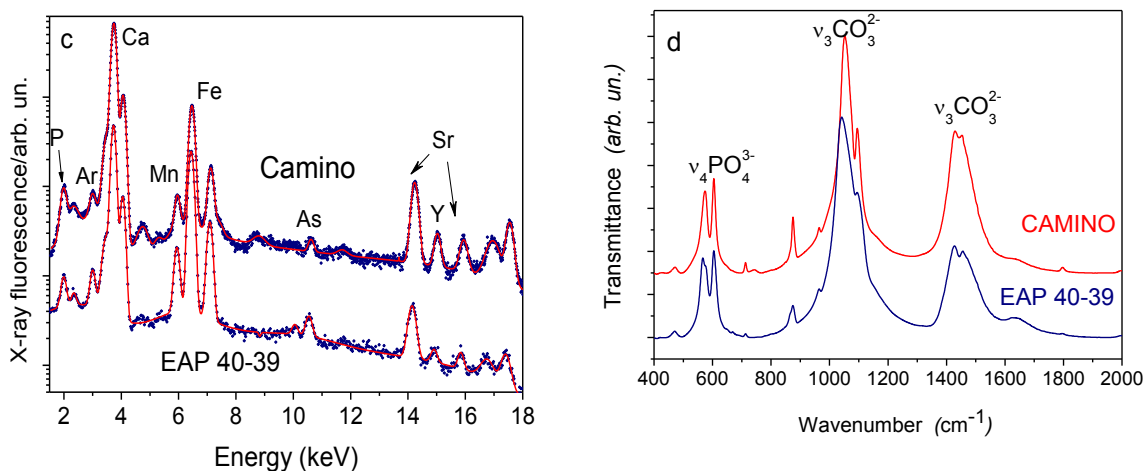 c
Ca
P
Ar
Mn
Fe
Camino
As
Sr
Y
EAP 40-39
X-ray fluorescence/arb. un.
2 4 6 8 10 12 14 16 18
Energy (keV)
d
ν₃CO₃²⁻
ν₃CO₃²⁻
ν₄PO₄³⁻
CAMINO
EAP 40-39
Transmittance (arb. un.)
400 600 800 1000 1200 1400 1600 1800 2000
Wavenumber (cm⁻¹)